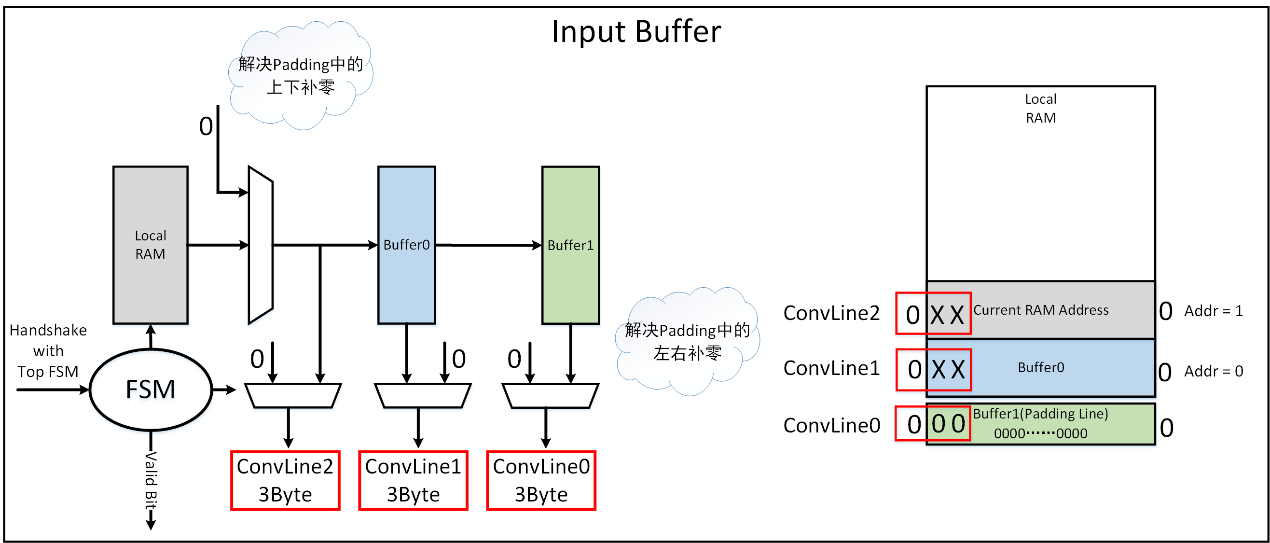 Input Buffer
解决Padding中的
上下补零
0
Local
RAM
Buffer0
Buffer1
Handshake
with
Top FSM
FSM
Valid Bit
0
0
0
解决Padding中的
左右补零
ConvLine2
3Byte
ConvLine1
3Byte
ConvLine0
3Byte
Local
RAM
ConvLine2
0 X X
Current RAM Address
0
Addr = 1
ConvLine1
0 X X
Buffer0
0
Addr = 0
ConvLine0
0 0 0
Buffer1(Padding Line)
0000······0000
0